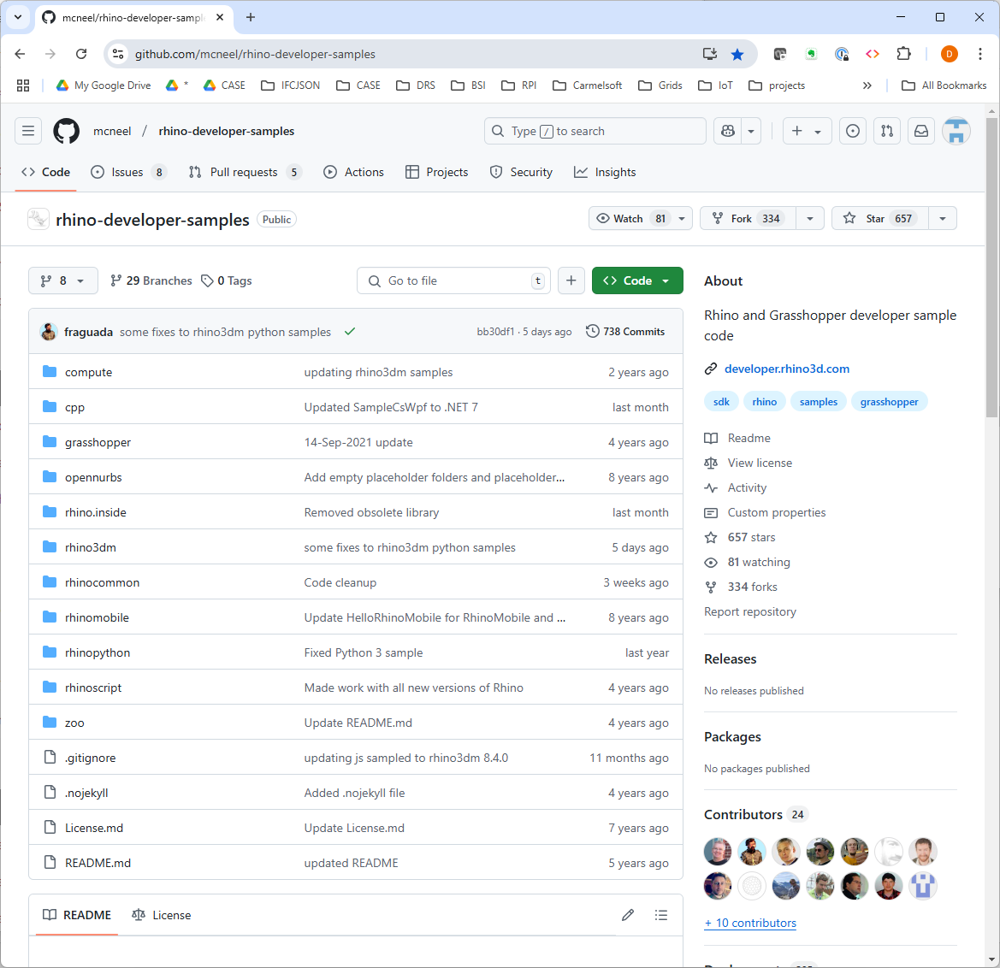 mcneel/rhino-developer-sampl
github.com/mcneel/rhino-developer-samples
D
My Google Drive * CASE IFCJSON CASE DRS BSI RPI Carmelsoft Grids IoT projects » All Bookmarks
mcneel / rhino-developer-samples Type / to search
Code Issues 8 Pull requests 5 Actions Projects Security Insights
rhino-developer-samples Public Watch 81 Fork 334 Star 657
8 29 Branches 0 Tags Go to file t Code
fraguada some fixes to rhino3dm python samples bb30df1 · 5 days ago 738 Commits
compute updating rhino3dm samples 2 years ago
cpp Updated SampleCsWpf to .NET 7 last month
grasshopper 14-Sep-2021 update 4 years ago
opennurbs Add empty placeholder folders and placeholder... 8 years ago
rhino.inside Removed obsolete library last month
rhino3dm some fixes to rhino3dm python samples 5 days ago
rhinocommon Code cleanup 3 weeks ago
rhinomobile Update HelloRhinoMobile for RhinoMobile and ... 8 years ago
rhinopython Fixed Python 3 sample last year
rhinoscript Made work with all new versions of Rhino 4 years ago
zoo Update README.md 4 years ago
.gitignore updating js sampled to rhino3dm 8.4.0 11 months ago
.nojekyll Added .nojekyll file 4 years ago
License.md Update License.md 7 years ago
README.md updated README 5 years ago
README License
About
Rhino and Grasshopper developer sample
code
developer.rhino3d.com
sdk rhino samples grasshopper
Readme
View license
Activity
Custom properties
657 stars
81 watching
334 forks
Report repository
Releases
No releases published
Packages
No packages published
Contributors 24
+ 10 contributors